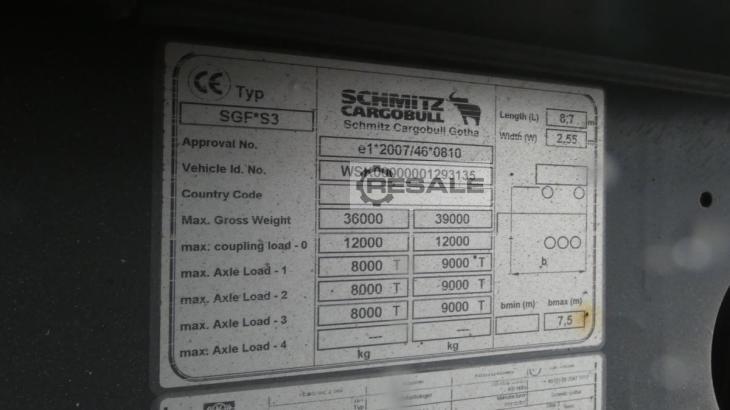 CE Typ
SGF*S3
SCHMITZ
CARGOBULL
Schmitz Cargobull Gotha
Length (L) 8,7 m
Width (W) 2,55 m
Approval No. e1*2007/46*0810
Vehicle Id. No. WSK00000001293135
RESALE
Country Code
Max. Gross Weight 36000 39000
max: coupling load - 0 12000 12000
max. Axle Load - 1 8000 T 9000 T
max. Axle Load - 2 8000 T 9000 T
max. Axle Load - 3 8000 T 9000 T
max: Axle Load - 4 --- ---
kg kg
b
bmin (m) bmax (m)
7,5